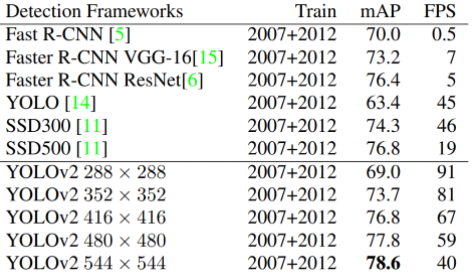 Detection Frameworks Train mAP FPS
Fast R-CNN [5] 2007+2012 70.0 0.5
Faster R-CNN VGG-16[15] 2007+2012 73.2 7
Faster R-CNN ResNet[6] 2007+2012 76.4 5
YOLO [14] 2007+2012 63.4 45
SSD300 [11] 2007+2012 74.3 46
SSD500 [11] 2007+2012 76.8 19
YOLOv2 288 × 288 2007+2012 69.0 91
YOLOv2 352 × 352 2007+2012 73.7 81
YOLOv2 416 × 416 2007+2012 76.8 67
YOLOv2 480 × 480 2007+2012 77.8 59
YOLOv2 544 × 544 2007+2012 78.6 40